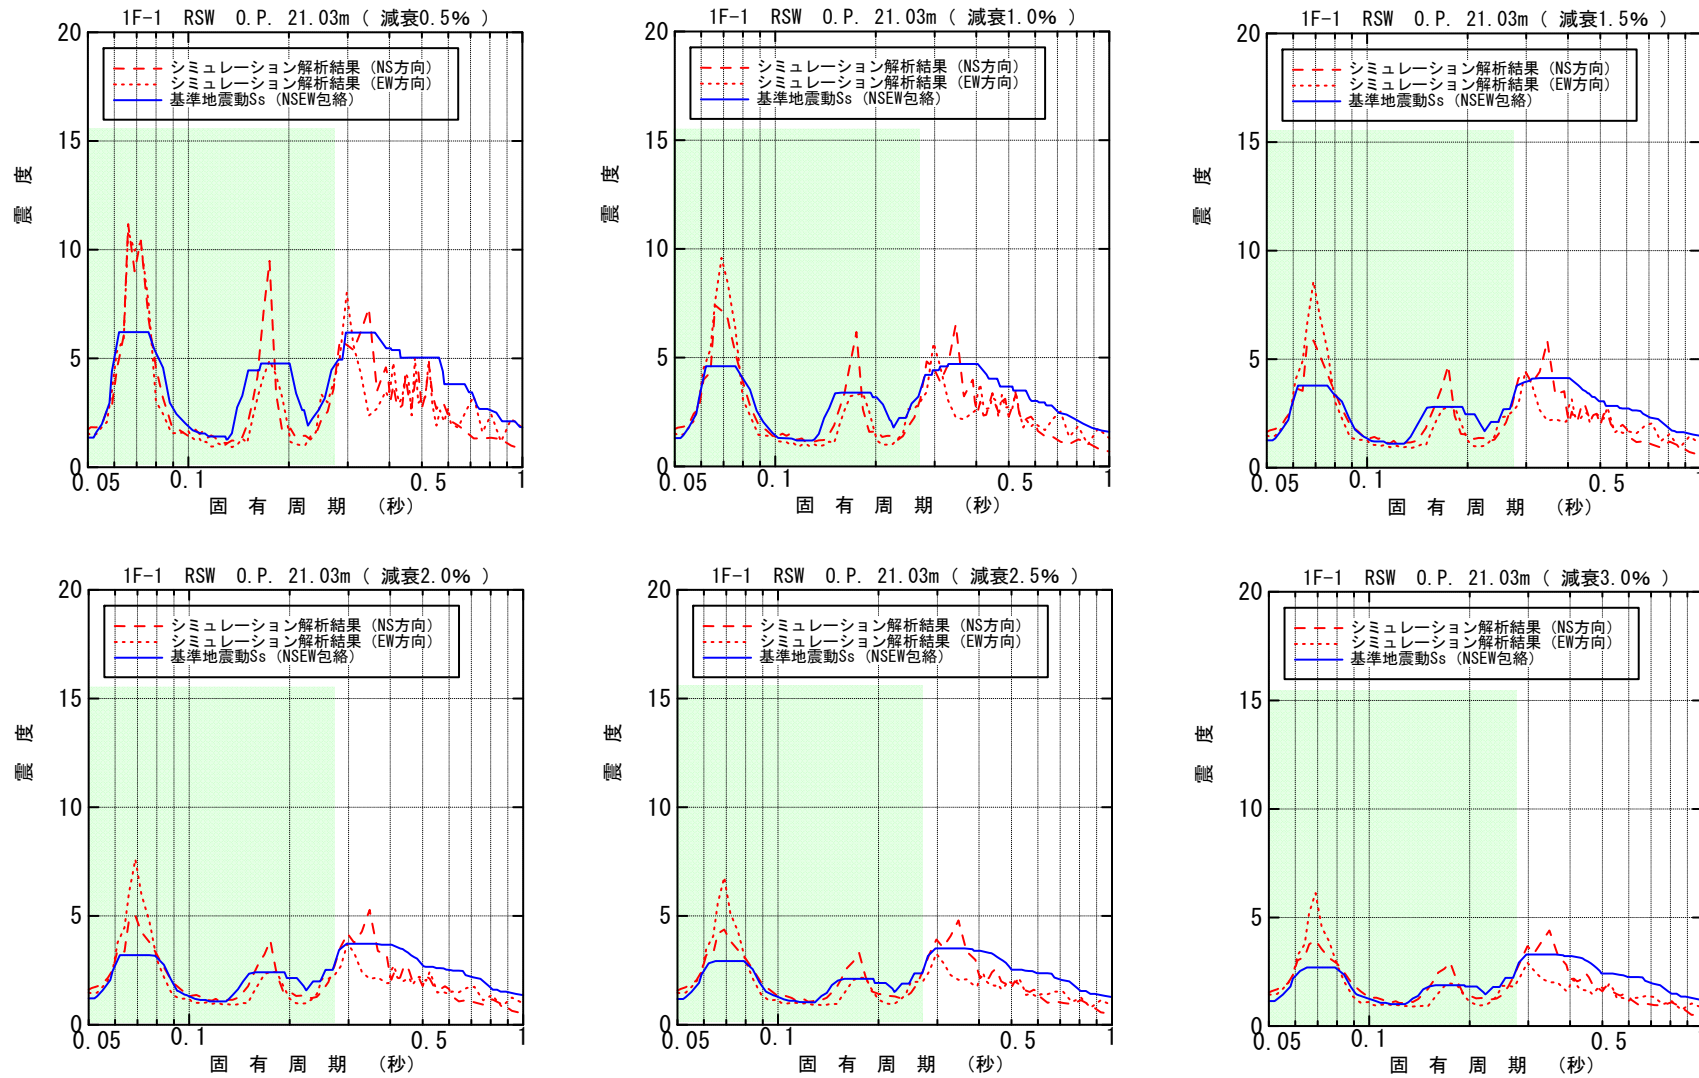 1F-1 RSW O.P. 21.03m ( 減衰0.5% )
20
15
10
5
0
震 度
シミュレーション解析結果 (NS方向)
シミュレーション解析結果 (EW方向)
基準地震動Ss (NSEW包絡)
0.05 0.1 0.5 1
固 有 周 期 (秒)
1F-1 RSW O.P. 21.03m ( 減衰1.0% )
20
15
10
5
0
震 度
シミュレーション解析結果 (NS方向)
シミュレーション解析結果 (EW方向)
基準地震動Ss (NSEW包絡)
0.05 0.1 0.5 1
固 有 周 期 (秒)
1F-1 RSW O.P. 21.03m ( 減衰1.5% )
20
15
10
5
0
震 度
シミュレーション解析結果 (NS方向)
シミュレーション解析結果 (EW方向)
基準地震動Ss (NSEW包絡)
0.05 0.1 0.5 1
固 有 周 期 (秒)
1F-1 RSW O.P. 21.03m ( 減衰2.0% )
20
15
10
5
0
震 度
シミュレーション解析結果 (NS方向)
シミュレーション解析結果 (EW方向)
基準地震動Ss (NSEW包絡)
0.05 0.1 0.5 1
固 有 周 期 (秒)
1F-1 RSW O.P. 21.03m ( 減衰2.5% )
20
15
10
5
0
震 度
シミュレーション解析結果 (NS方向)
シミュレーション解析結果 (EW方向)
基準地震動Ss (NSEW包絡)
0.05 0.1 0.5 1
固 有 周 期 (秒)
1F-1 RSW O.P. 21.03m ( 減衰3.0% )
20
15
10
5
0
震 度
シミュレーション解析結果 (NS方向)
シミュレーション解析結果 (EW方向)
基準地震動Ss (NSEW包絡)
0.05 0.1 0.5 1
固 有 周 期 (秒)